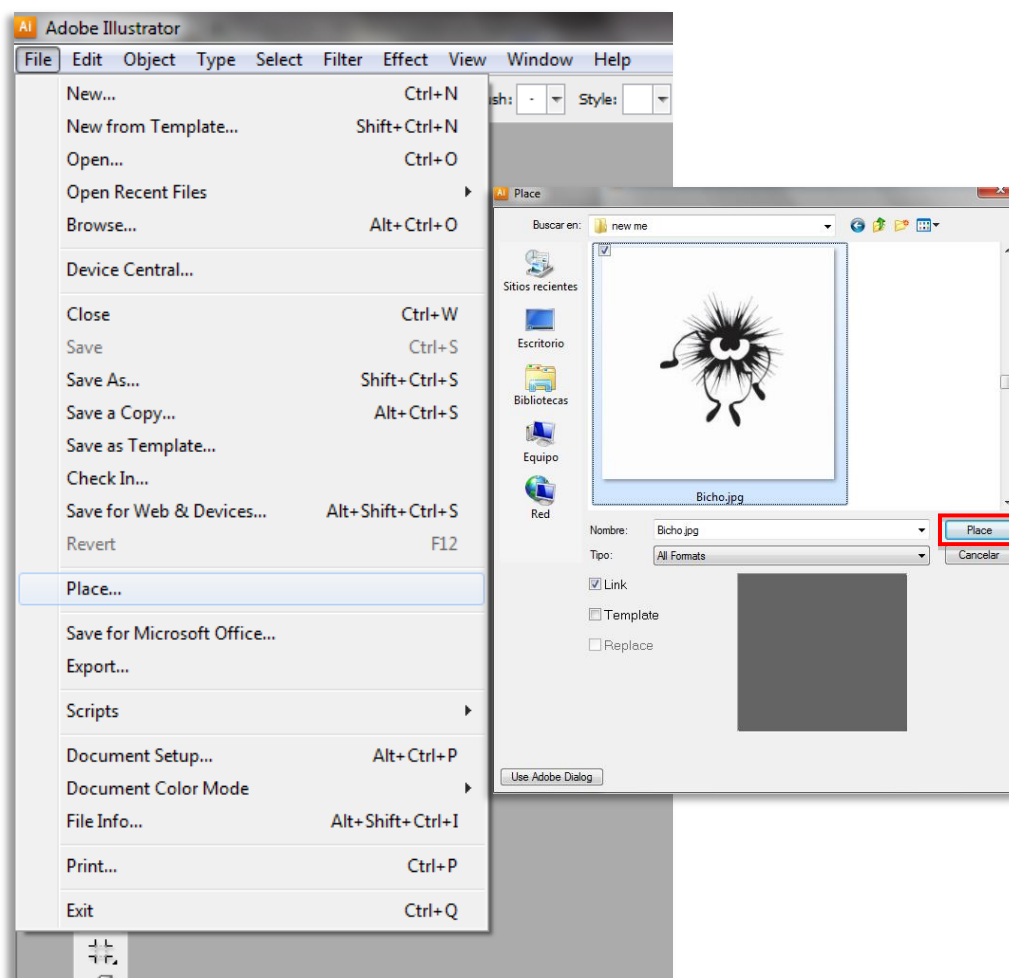 Ai Adobe Illustrator
File Edit Object Type Select Filter Effect View Window Help
Style:
New... Ctrl+N
New from Template... Shift+Ctrl+N
Open... Ctrl+O
Open Recent Files
Browse... Alt+Ctrl+O
Device Central...
Close Ctrl+W
Save Ctrl+S
Save As... Shift+Ctrl+S
Save a Copy... Alt+Ctrl+S
Save as Template...
Check In...
Save for Web & Devices... Alt+Shift+Ctrl+S
Revert F12
Place...
Save for Microsoft Office...
Export...
Scripts
Document Setup... Alt+Ctrl+P
Document Color Mode
File Info... Alt+Shift+Ctrl+I
Print... Ctrl+P
Exit Ctrl+Q
Ai Place
Buscar en: new me
Sitios recientes
Escritorio
Bibliotecas
Equipo
Red
Bicho.jpg
Nombre: Bicho.jpg Place
Tipo: All Formats Cancelar
Link
Template
Replace
Use Adobe Dialog